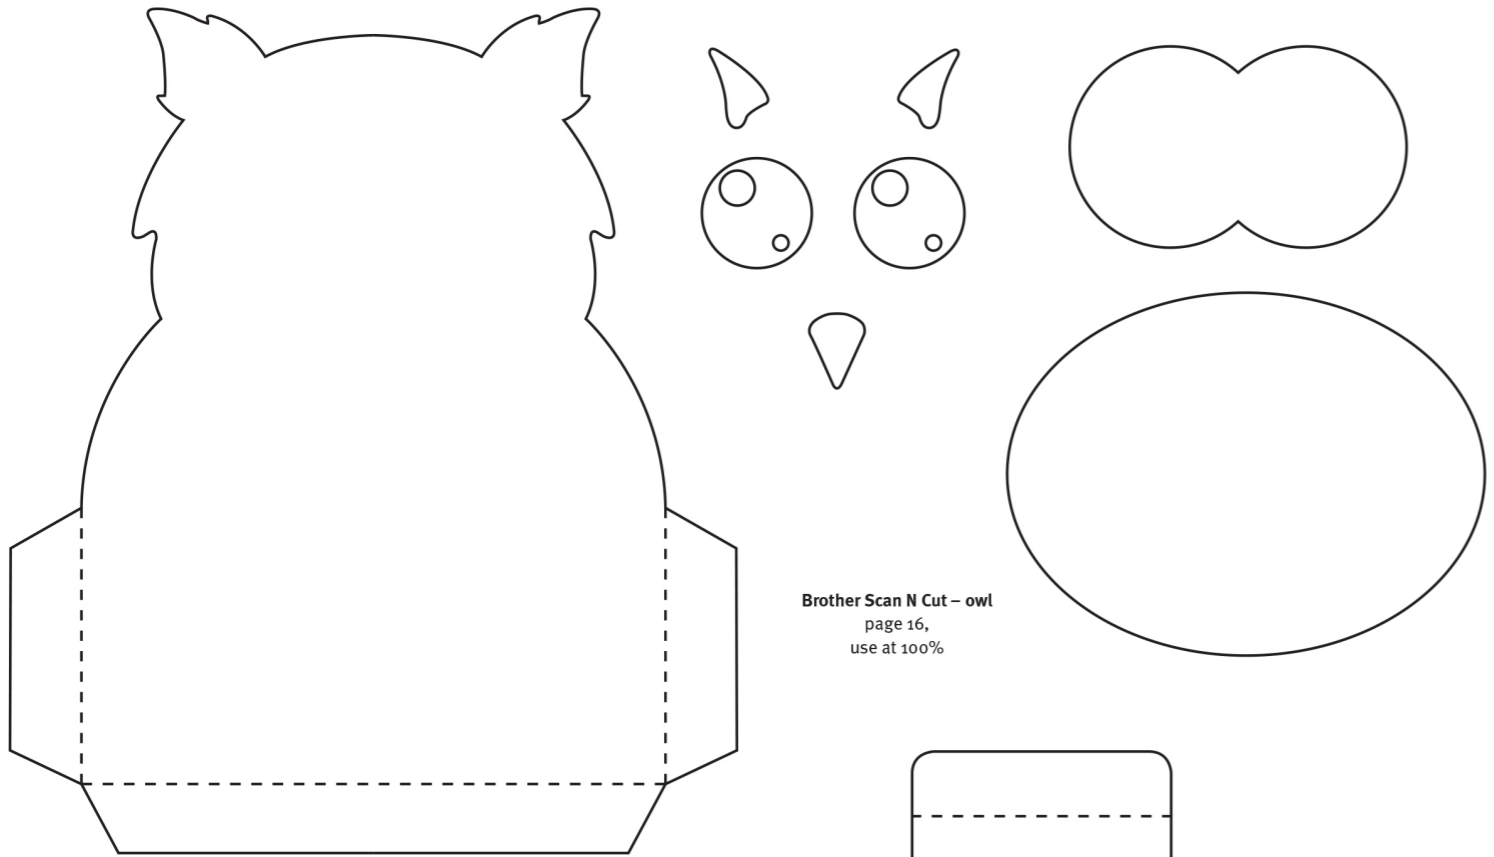 Brother Scan N Cut – owl
page 16,
use at 100%